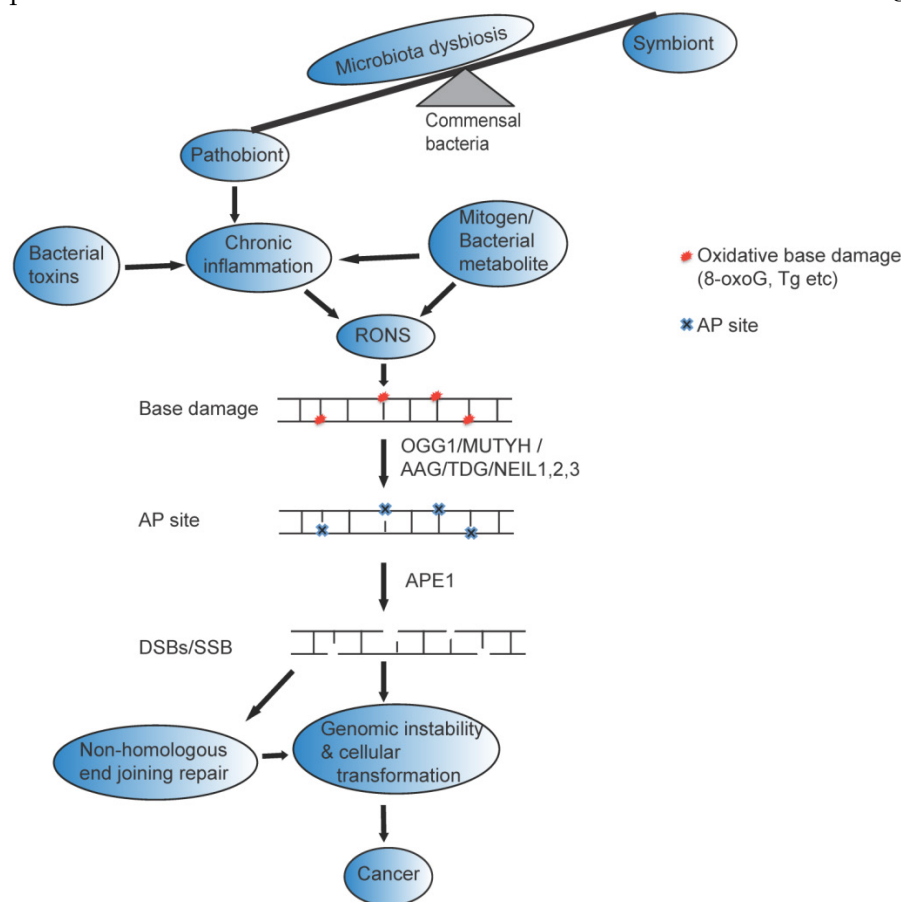 Microbiota dysbiosis
Symbiont
Commensal
bacteria
Pathobiont
Bacterial
toxins
Chronic
inflammation
Mitogen/
Bacterial
metabolite
Oxidative base damage
(8-oxoG, Tg etc)
AP site
RONS
Base damage
OGG1/MUTYH /
AAG/TDG/NEIL1,2,3
AP site
APE1
DSBs/SSB
Non-homologous
end joining repair
Genomic instability
& cellular
transformation
Cancer